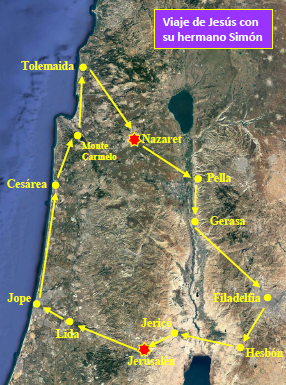 Viaje de Jesús con
su hermano Simón
Tolemaida
Nazaret
Monte
Carmelo
Cesárea
Pella
Gerasa
Jope
Filadelfia
Lida
Jericó
Jerusalén
Hesbón